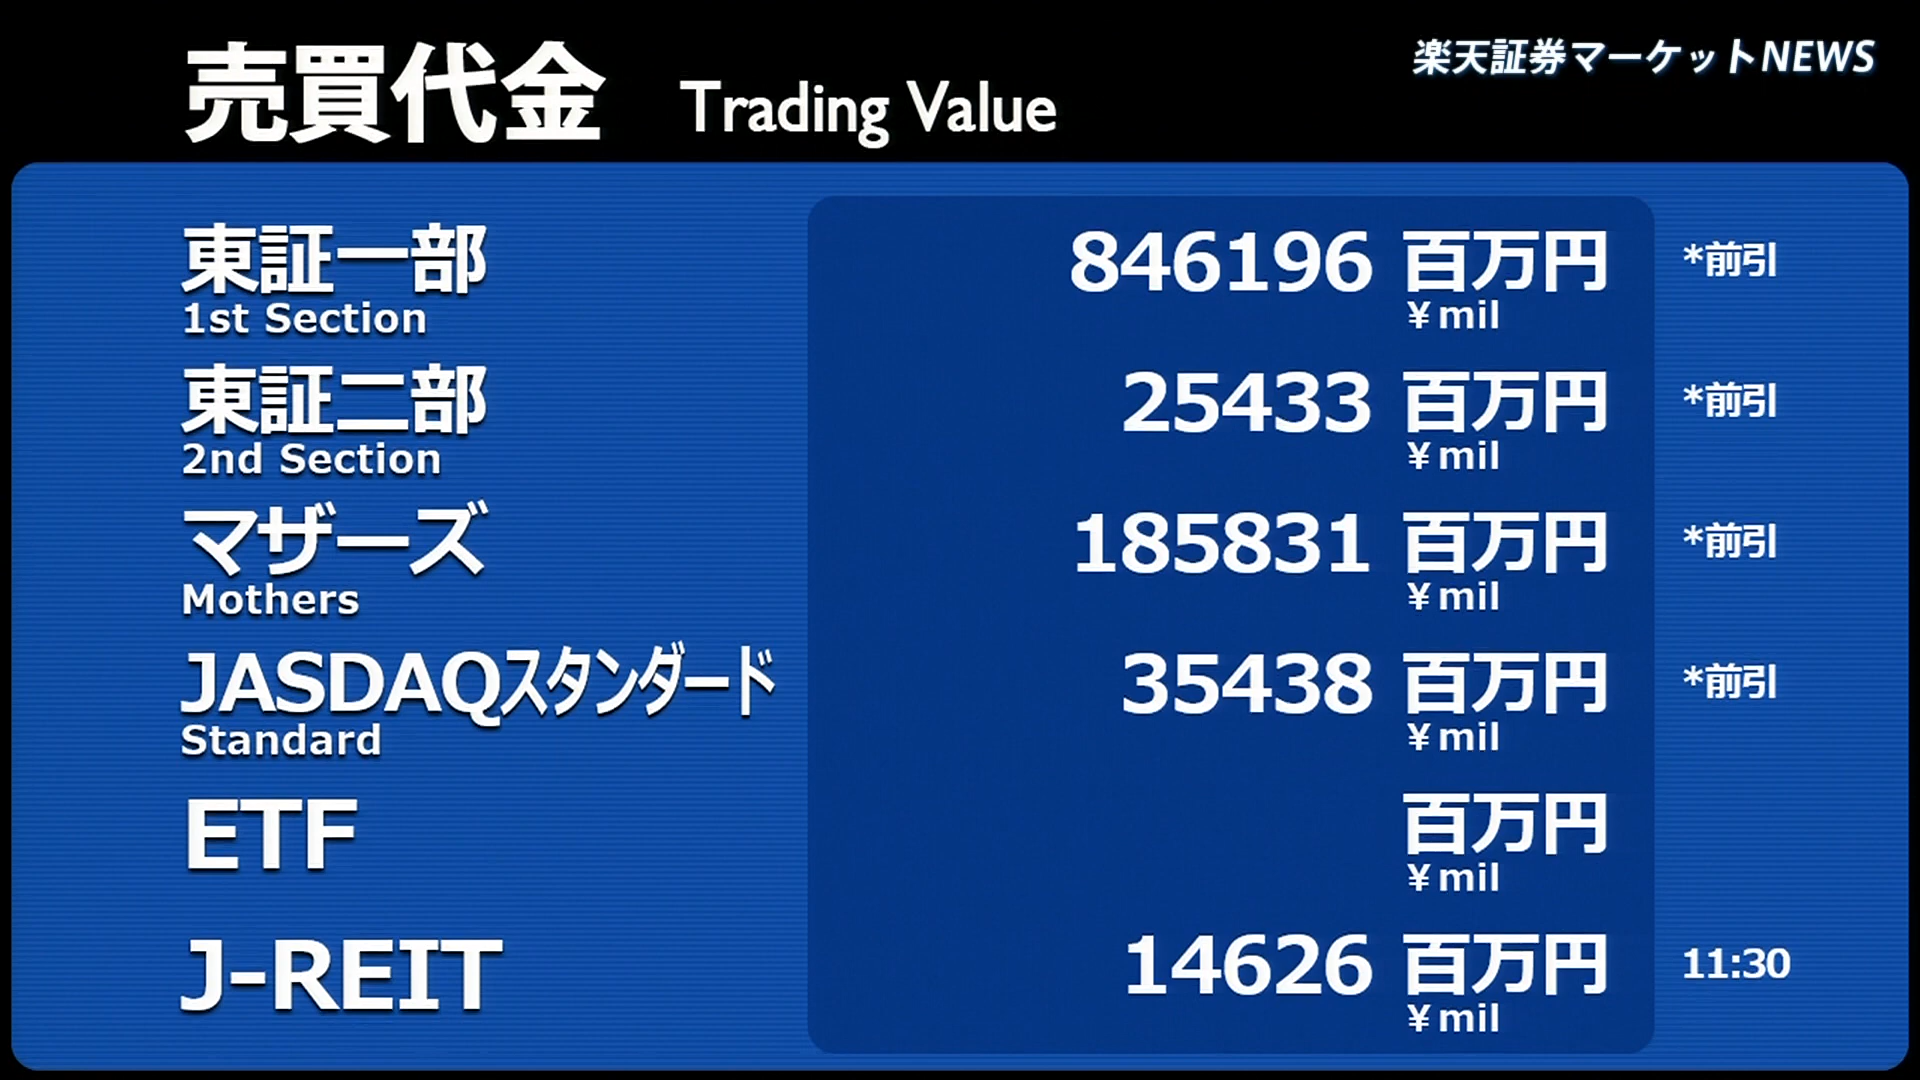 売買代金 Trading Value
楽天証券マーケットNEWS
東証一部 846196 百万円 *前引
1st Section ¥mil
東証二部 25433 百万円 *前引
2nd Section ¥mil
マザーズ 185831 百万円 *前引
Mothers ¥mil
JASDAQスタンダード 35438 百万円 *前引
Standard ¥mil
ETF 百万円
¥mil
J-REIT 14626 百万円 11:30
¥mil